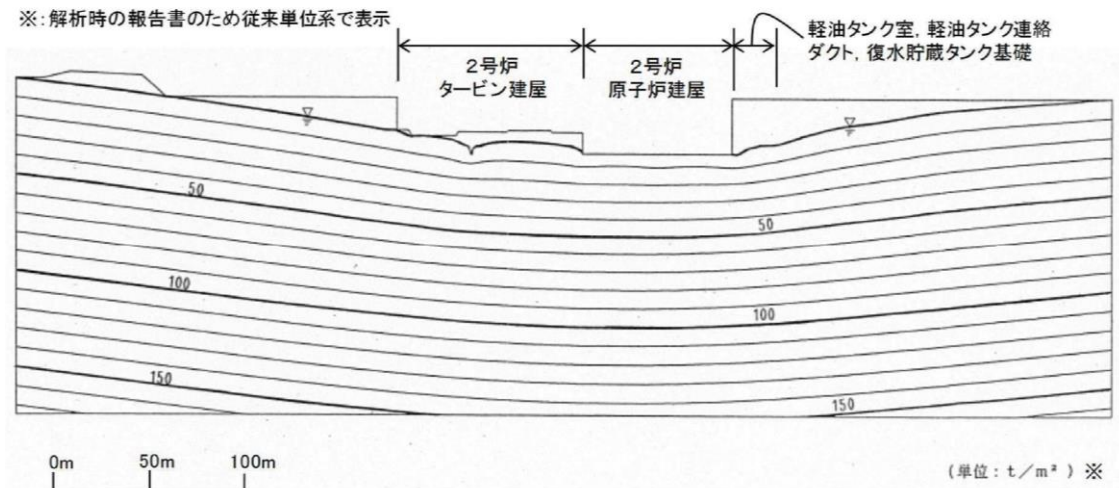 ※：解析時の報告書のため従来単位系で表示
軽油タンク室，軽油タンク連絡
ダクト，復水貯蔵タンク基礎
2号炉
タービン建屋
2号炉
原子炉建屋
50
50
100
100
150
150
0m 50m 100m
(単位：t／m²) ※